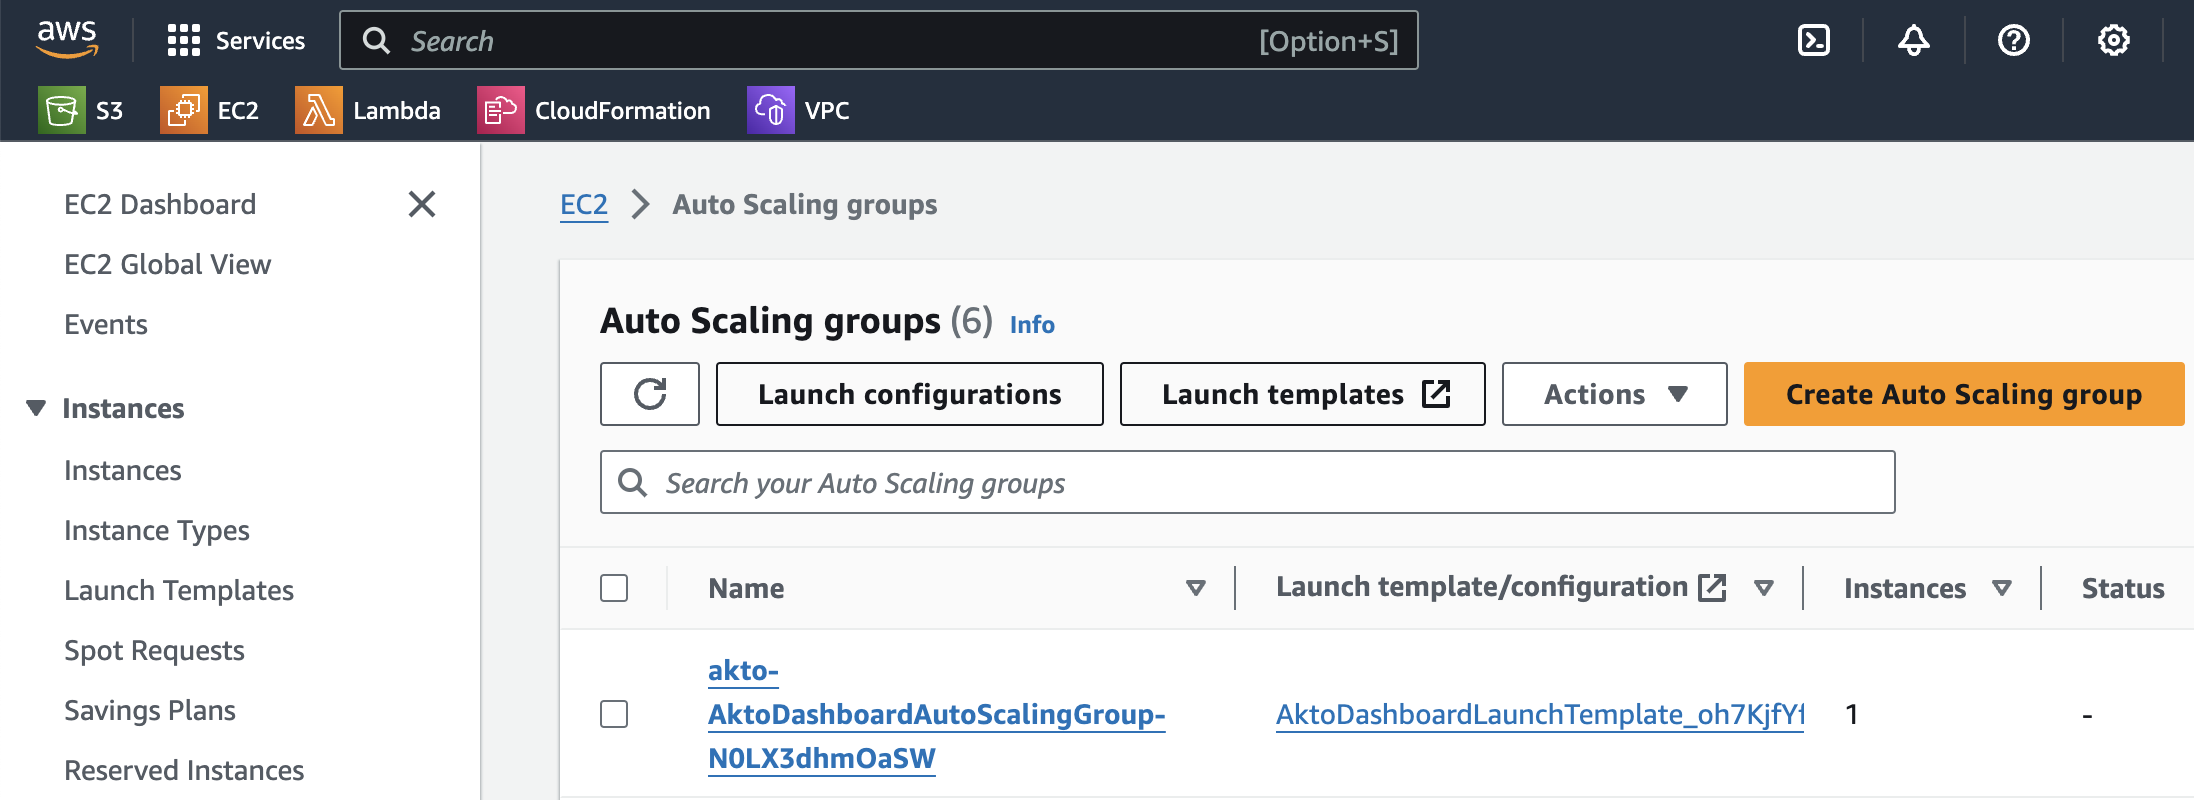 aws
Services
Search
[Option+S]
S3
EC2
Lambda
CloudFormation
VPC
EC2 Dashboard
EC2 Global View
Events
Instances
Instances
Instance Types
Launch Templates
Spot Requests
Savings Plans
Reserved Instances
EC2 Auto Scaling groups
Auto Scaling groups (6) Info
Launch configurations
Launch templates
Actions
Create Auto Scaling group
Search your Auto Scaling groups
Name
Launch template/configuration
Instances
Status
akto-
AktoDashboardAutoScalingGroup-
N0LX3dhmOaSW
AktoDashboardLaunchTemplate_oh7KjfYf
1
-